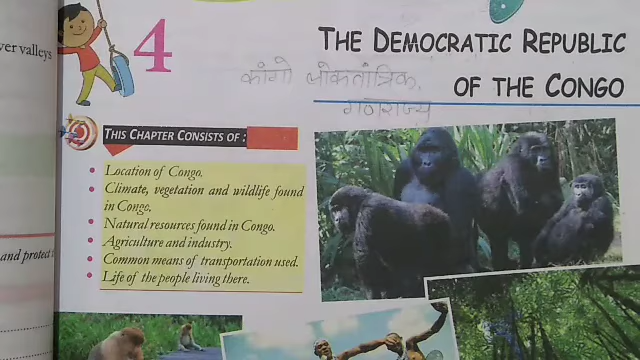 ver valleys
and protect
4
THE DEMOCRATIC REPUBLIC
OF THE CONGO
कांगो लोकतांत्रिक
गणराज्य
THIS CHAPTER CONSISTS OF :
• Location of Congo.
• Climate, vegetation and wildlife found
in Congo.
• Natural resources found in Congo.
• Agriculture and industry.
• Common means of transportation used.
• Life of the people living there.